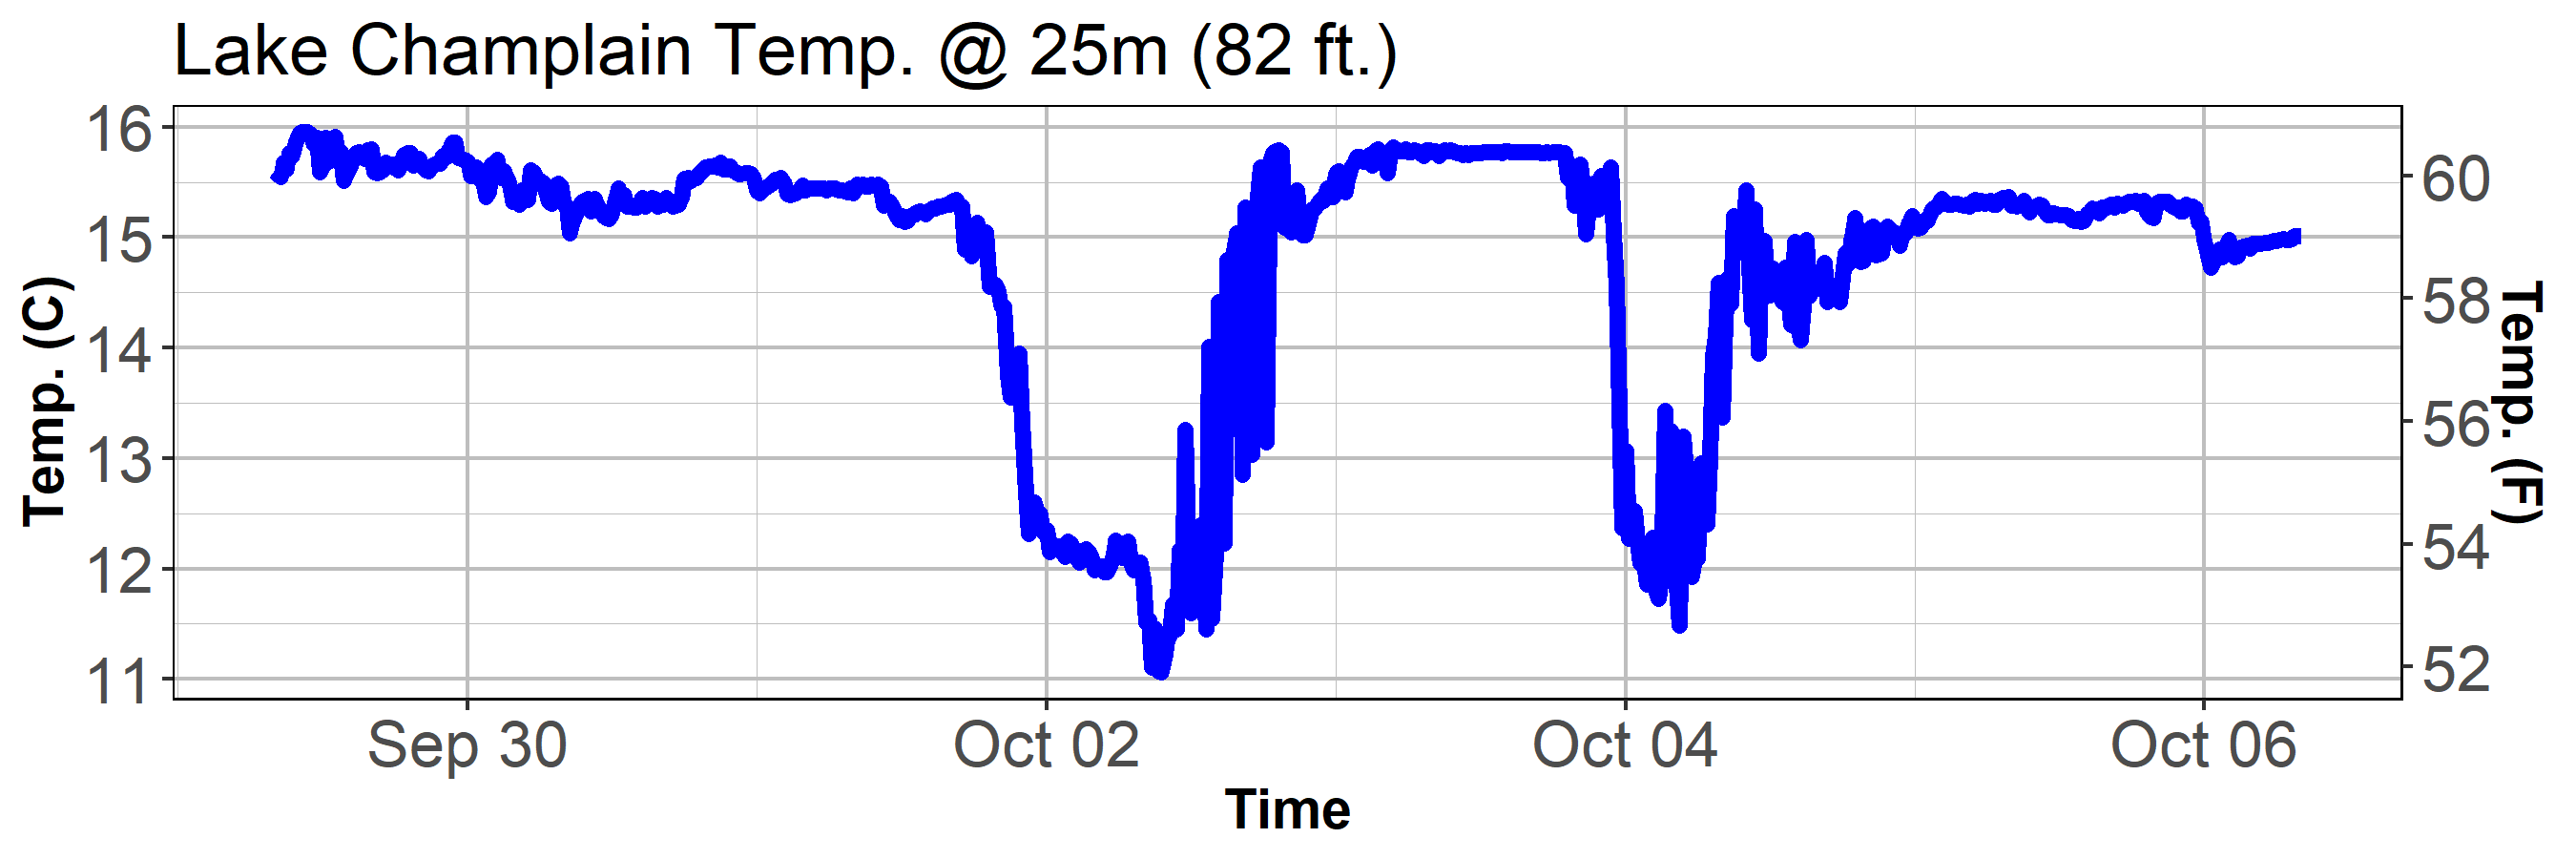 Lake Champlain Temp. @ 25m (82 ft.)
16
15
14
13
12
11
Temp. (C)
60
58
56
54
52
Temp. (F)
Sep 30
Oct 02
Oct 04
Oct 06
Time